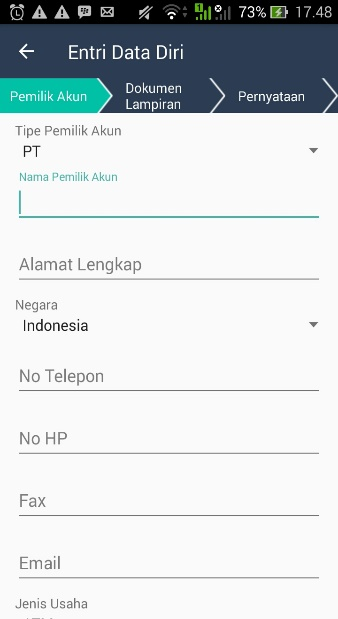 73% 17.48
Entri Data Diri
Pemilik Akun
Dokumen
Lampiran
Pernyataan
Tipe Pemilik Akun
PT
Nama Pemilik Akun
Alamat Lengkap
Negara
Indonesia
No Telepon
No HP
Fax
Email
Jenis Usaha